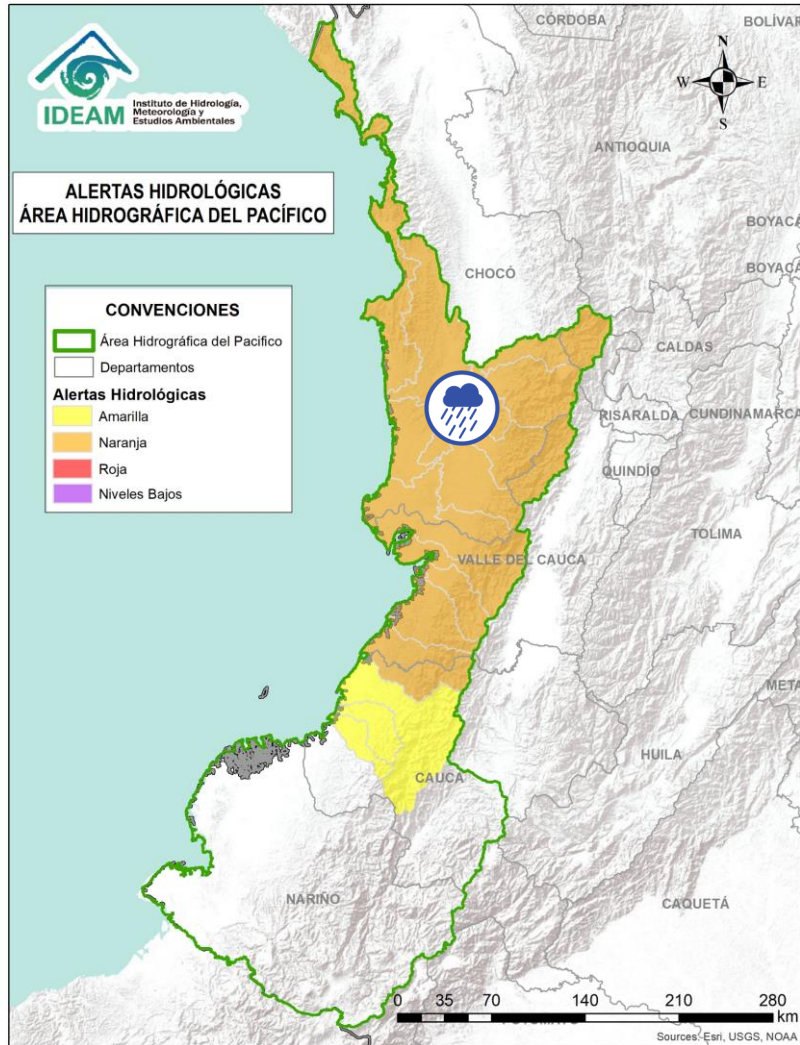 IDEAM
Instituto de Hidrología,
Meteorología y
Estudios Ambientales
ALERTAS HIDROLÓGICAS
ÁREA HIDROGRÁFICA DEL PACÍFICO
CONVENCIONES
Área Hidrográfica del Pacifico
Departamentos
Alertas Hidrológicas
Amarilla
Naranja
Roja
Niveles Bajos
N
W
E
S
CÓRDOBA
BOLÍVAR
ANTIOQUIA
BOYACÁ
BOYACÁ
CHOCÓ
CALDAS
RISARALDA
CUNDINAMARCA
QUINDÍO
TOLIMA
VALLE DEL CAUCA
META
HUILA
CAUCA
NARIÑO
CAQUETÁ
0 35 70 140 210 280
km
Sources: Esri, USGS, NOAA